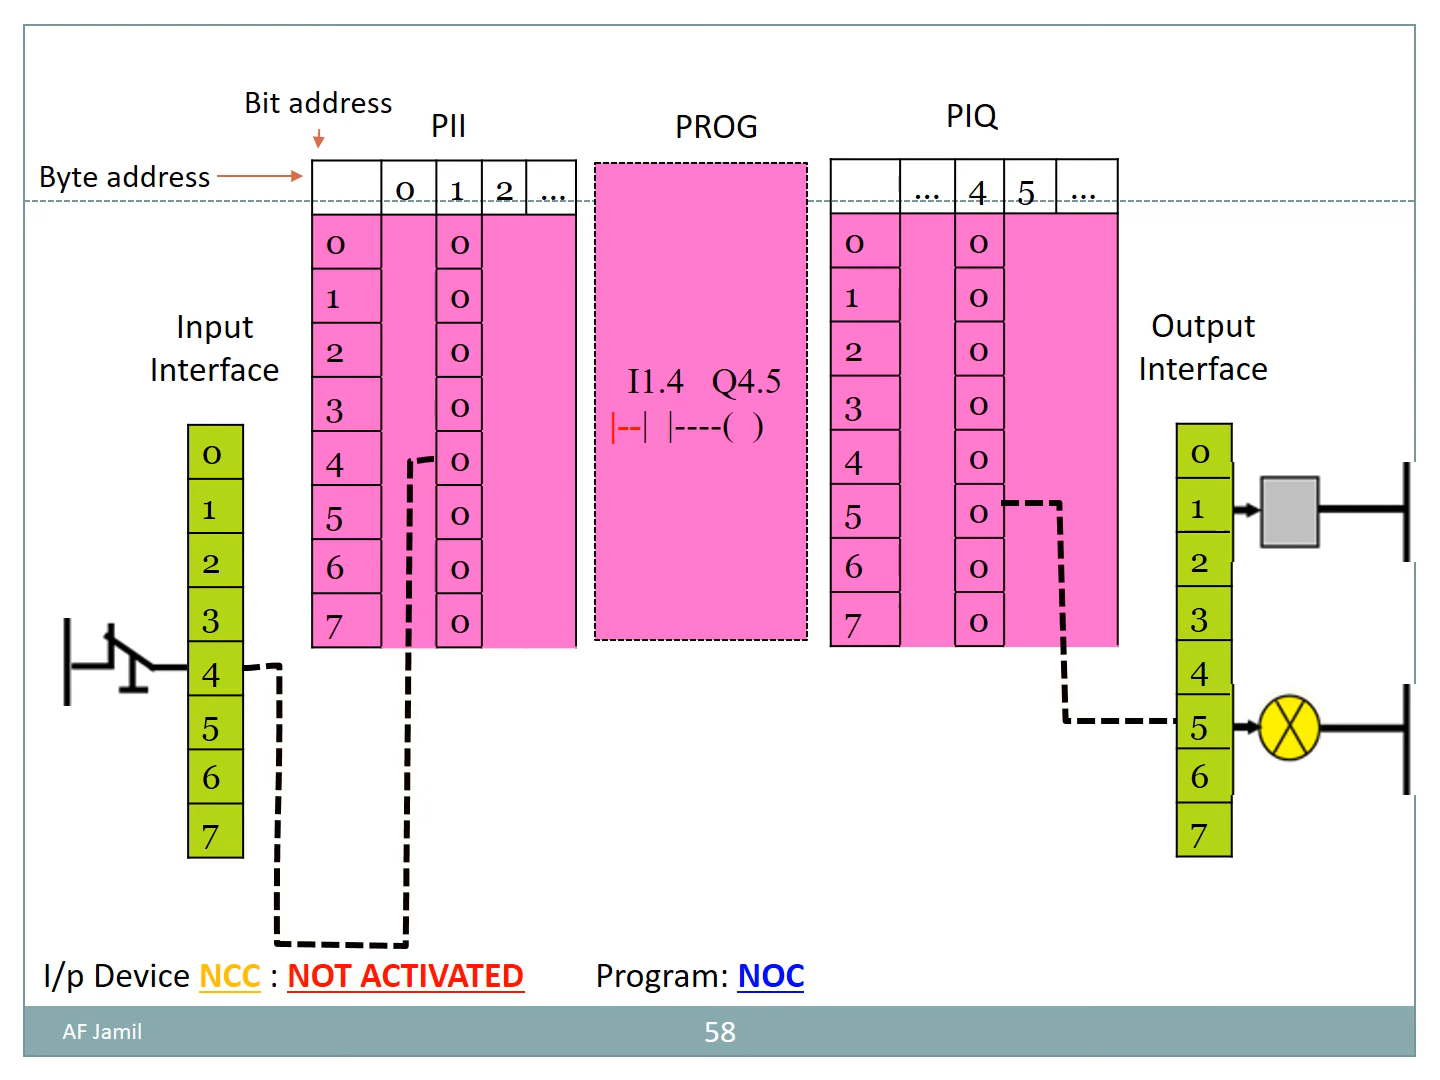 Bit address
PII
PROG
PIQ
Byte address
0 1 2 ...
... 4 5 ...
0 0
1 0
2 0
3 0
4 0
5 0
6 0
7 0
I1.4 Q4.5
|--| |----( )
0 0
1 0
2 0
3 0
4 0
5 0
6 0
7 0
Input
Interface
0
1
2
3
4
5
6
7
Output
Interface
0
1
2
3
4
5
6
7
I/p Device NCC : NOT ACTIVATED
Program: NOC
AF Jamil
58